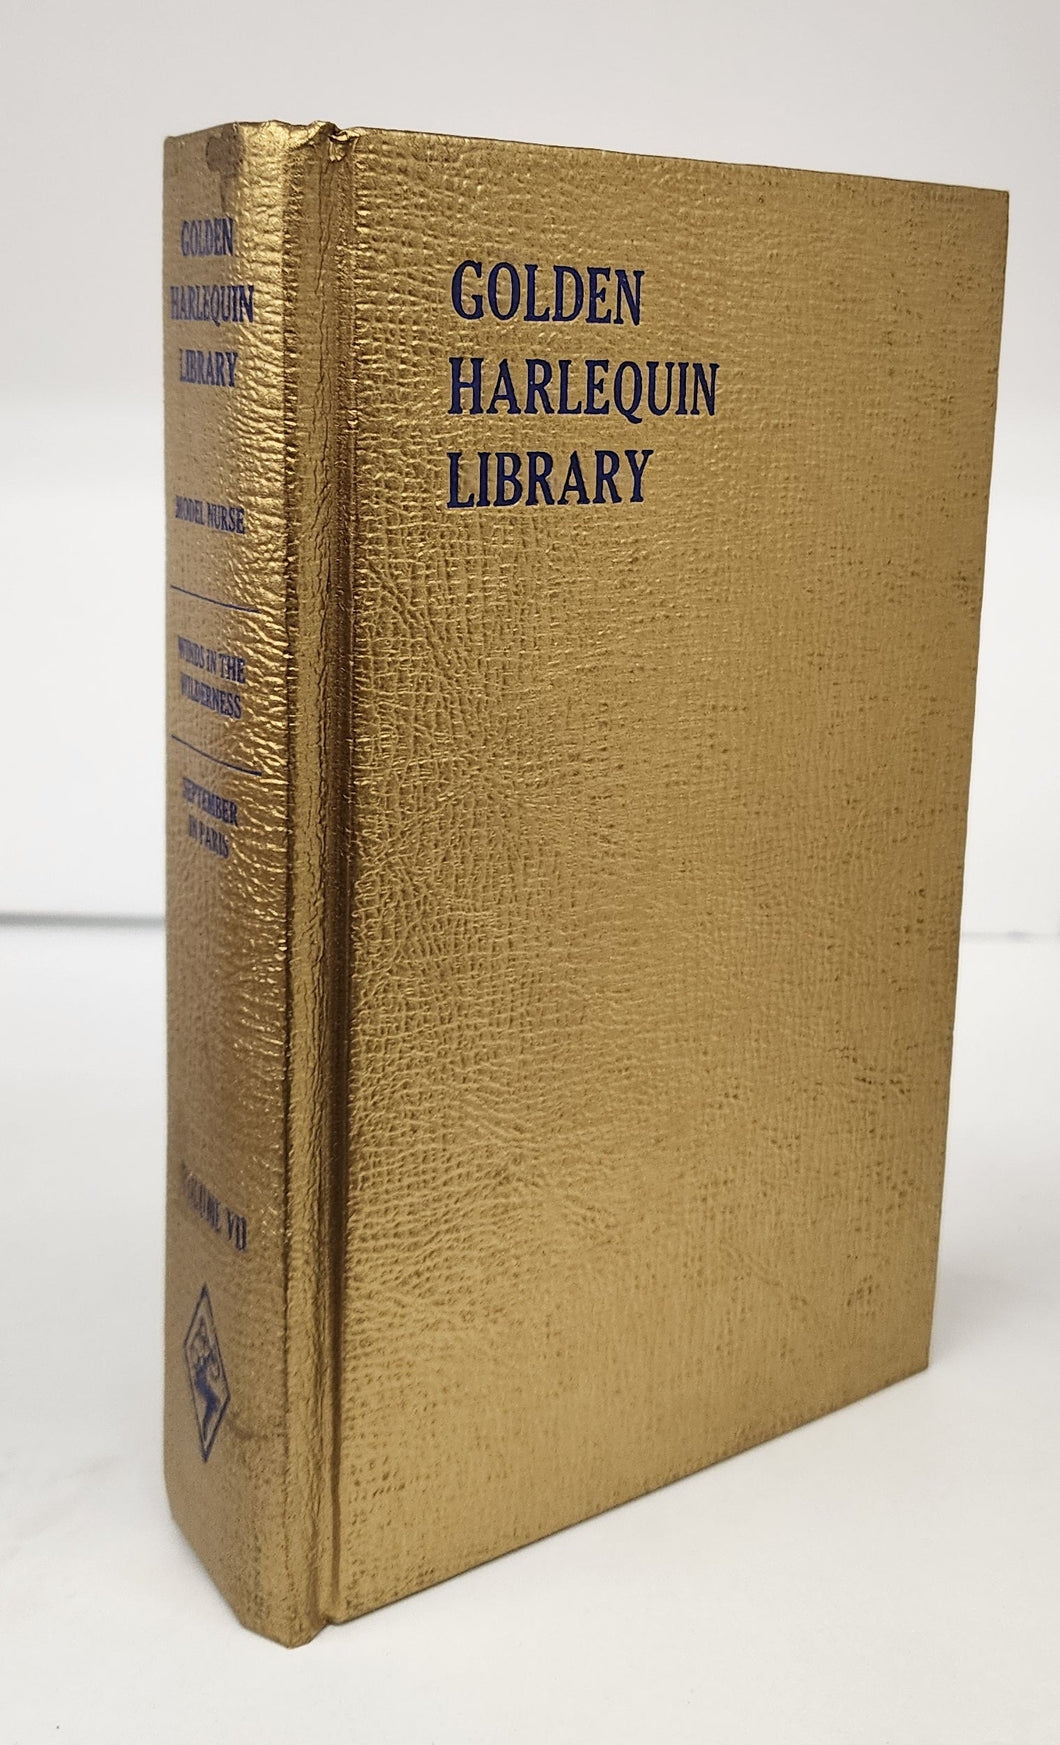 GOLDEN
HARLEQUIN
LIBRARY
MODEL NURSE
WINDS IN THE
WILDERNESS
SEPTEMBER
IN PARIS
VOLUME VII
GOLDEN
HARLEQUIN
LIBRARY